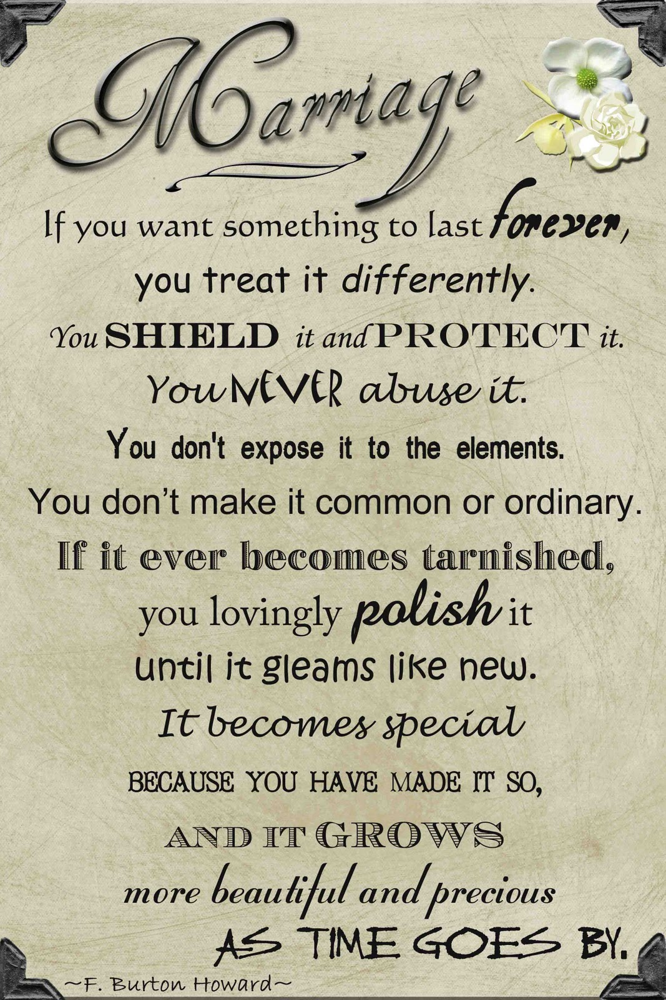 Marriage
If you want something to last forever,
you treat it differently.
You SHIELD it and PROTECT it.
You NEVER abuse it.
You don't expose it to the elements.
You don't make it common or ordinary.
If it ever becomes tarnished,
you lovingly polish it
until it gleams like new.
It becomes special
BECAUSE YOU HAVE MADE IT SO,
AND IT GROWS
more beautiful and precious
AS TIME GOES BY.
~F. Burton Howard~